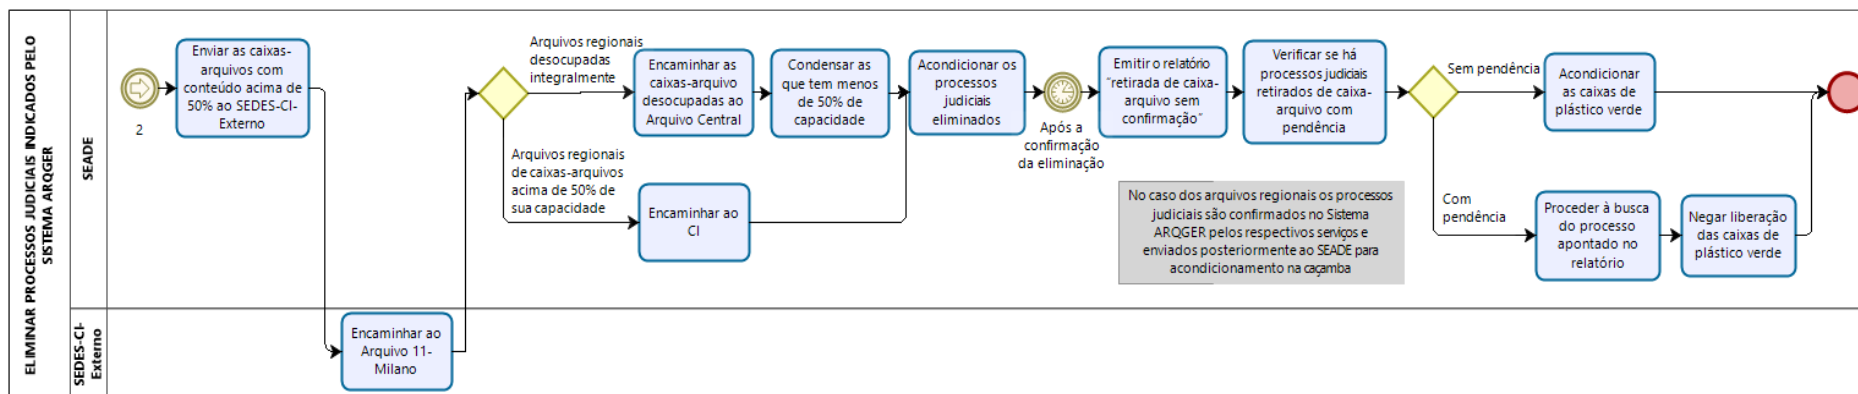 ELIMINAR PROCESSOS JUDICIAIS INDICADOS PELO
SISTEMA ARQGER
SEADE
2
Enviar as caixas-
arquivos com
conteúdo acima de
50% ao SEDES-CI-
Externo
Arquivos regionais
desocupadas
integralmente
Arquivos regionais
de caixas-arquivos
acima de 50% de
sua capacidade
Encaminhar as
caixas-arquivo
desocupadas ao
Arquivo Central
Condensar as
que tem menos
de 50% de
capacidade
Encaminhar ao
CI
Acondicionar os
processos
judiciais
eliminados
Após a
confirmação
da eliminação
Emitir o relatório
“retirada de caixa-
arquivo sem
confirmação”
Verificar se há
processos judiciais
retirados de caixa-
arquivo com
pendência
No caso dos arquivos regionais os processos
judiciais são confirmados no Sistema
ARQGER pelos respectivos serviços e
enviados posteriormente ao SEADE para
acondicionamento na caçamba
Sem pendência
Acondicionar
as caixas de
plástico verde
Com
pendência
Proceder à busca
do processo
apontado no
relatório
Negar liberação
das caixas de
plástico verde
SEDES-CI-
Externo
Encaminhar ao
Arquivo 11-
Milano